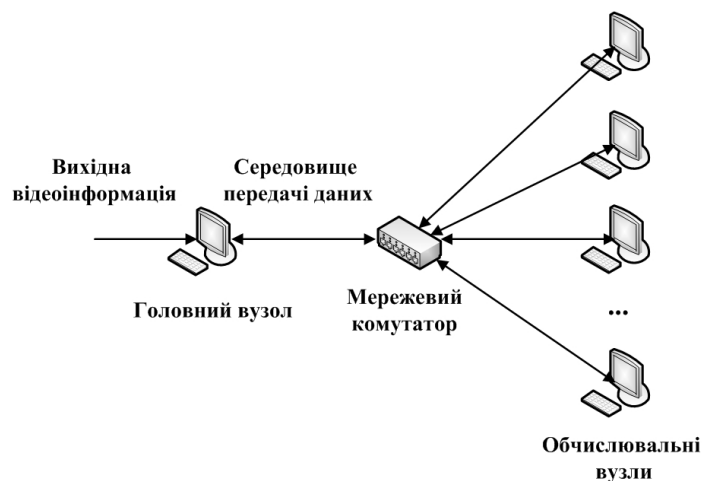 Вихідна
відеоінформація
Середовище
передачі даних
Головний вузол
Мережевий
комутатор
...
Обчислювальні
вузли